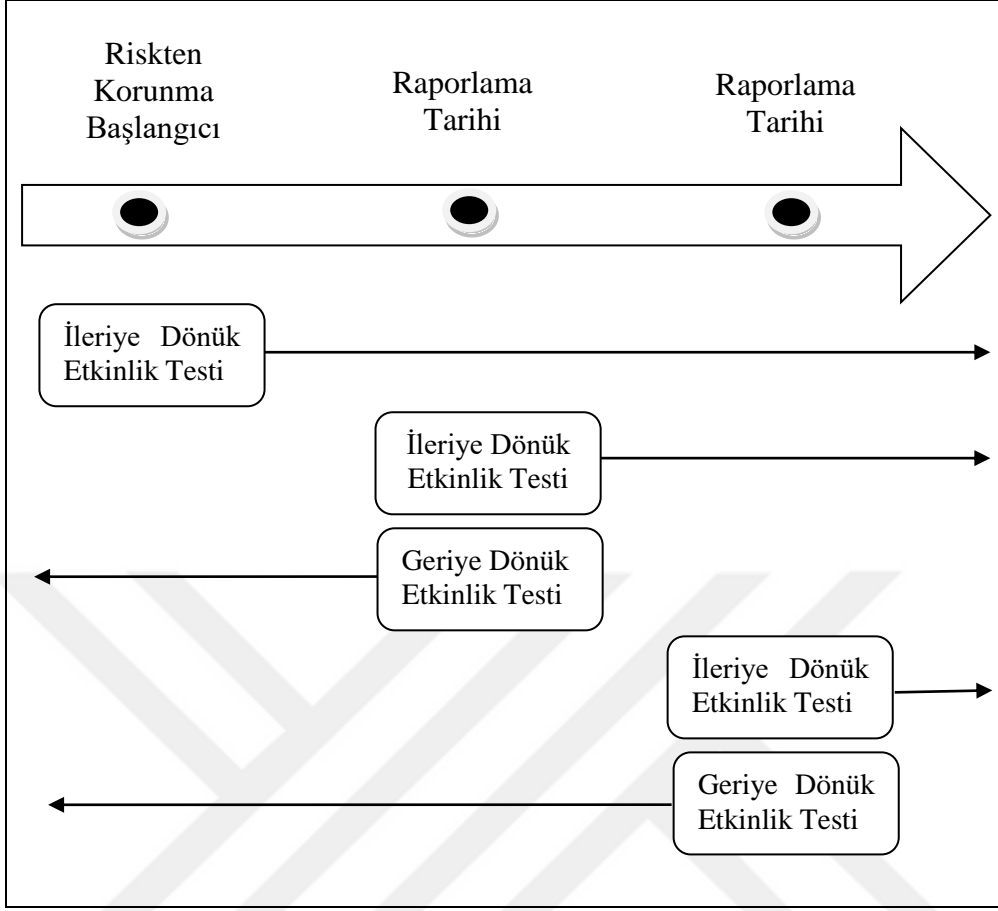 Riskten
Korunma
Başlangıcı
Raporlama
Tarihi
Raporlama
Tarihi
İleriye Dönük
Etkinlik Testi
İleriye Dönük
Etkinlik Testi
Geriye Dönük
Etkinlik Testi
İleriye Dönük
Etkinlik Testi
Geriye Dönük
Etkinlik Testi